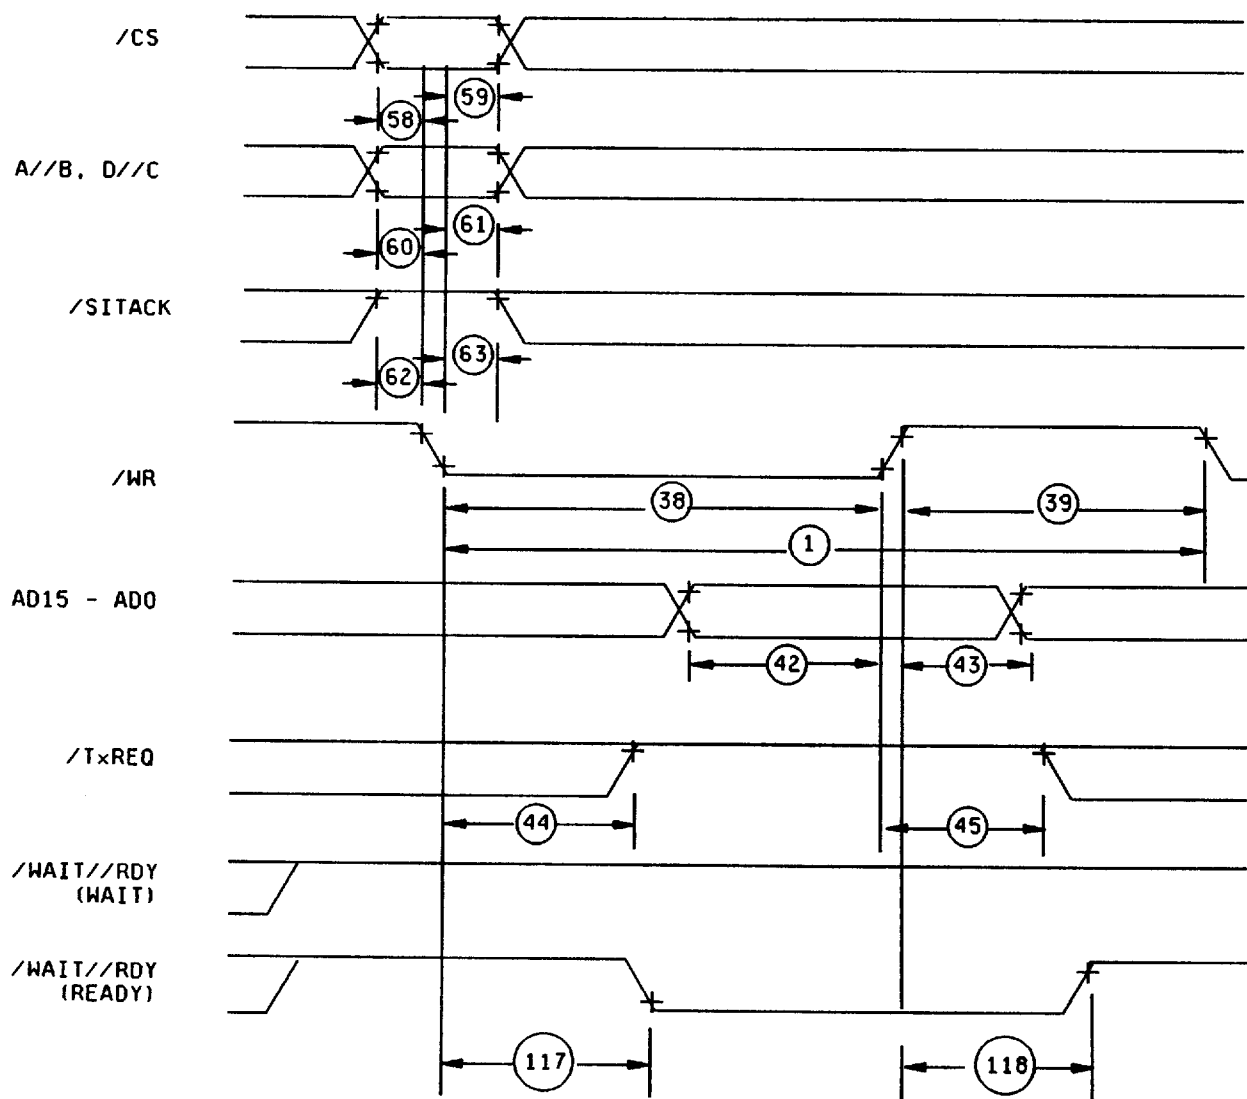 /CS
59
58
A//B, D//C
61
60
/SITACK
63
62
/WR
38
39
1
AD15 - AD0
42
43
/TxREQ
44
45
/WAIT//RDY
(WAIT)
/WAIT//RDY
(READY)
117
118